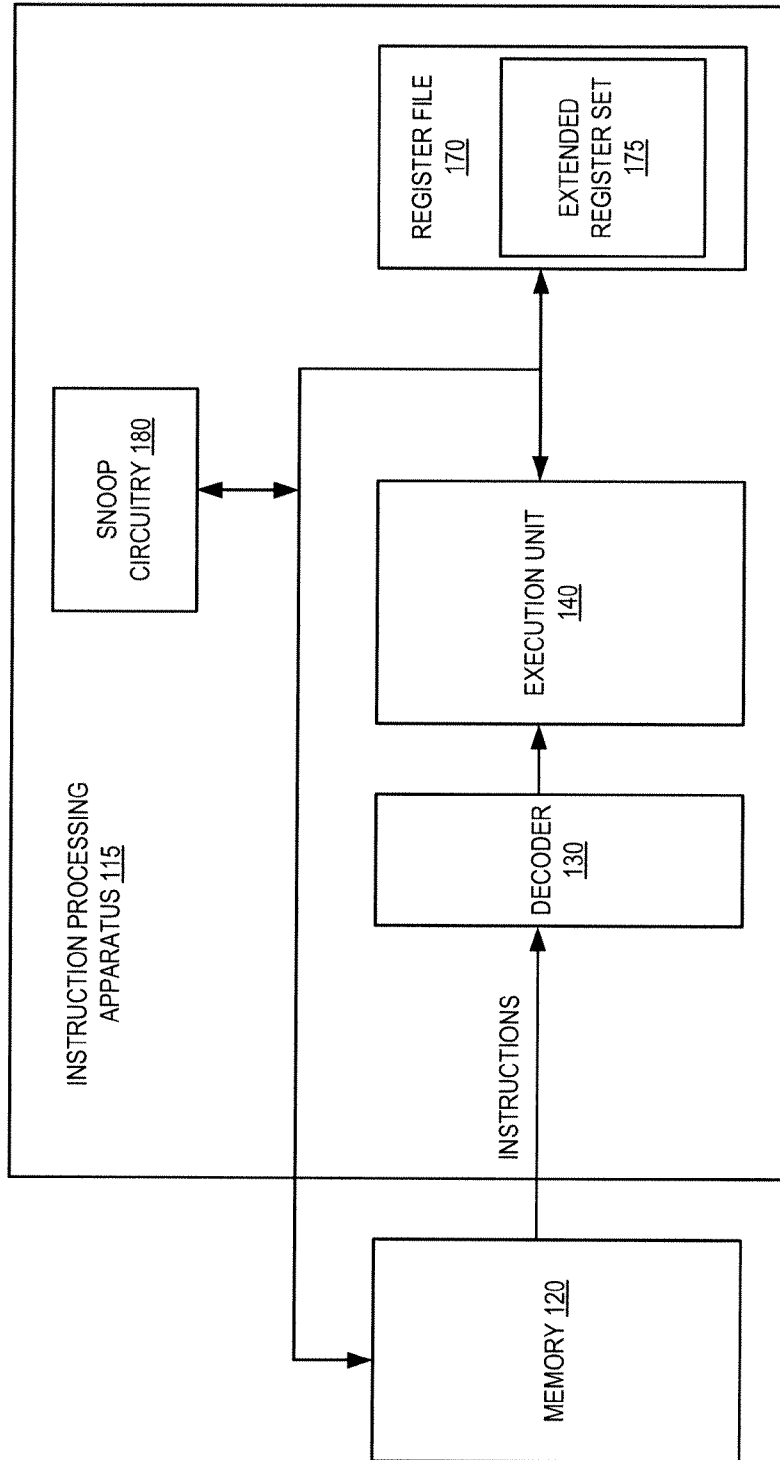 INSTRUCTION PROCESSING
APPARATUS 115
SNOOP
CIRCUITRY 180
MEMORY 120
INSTRUCTIONS
DECODER
130
EXECUTION UNIT
140
REGISTER FILE
170
EXTENDED
REGISTER SET
175